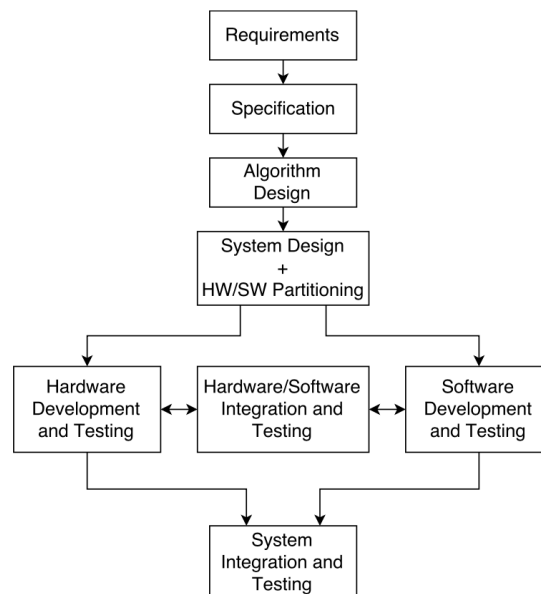 Requirements
Specification
Algorithm
Design
System Design
+
HW/SW Partitioning
Hardware
Development
and Testing
Hardware/Software
Integration and
Testing
Software
Development
and Testing
System
Integration and
Testing